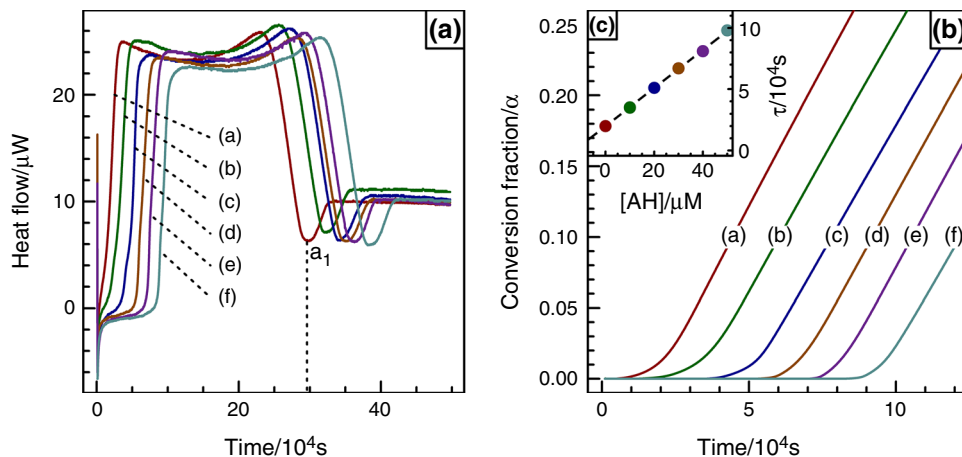 (a)
Heat flow/μW
20
10
0
(a)
(b)
(c)
(d)
(e)
(f)
a1
0
20
40
Time/10⁴s
(b)
Conversion fraction/α
0.25
0.20
0.15
0.10
0.05
0.00
(a) (b) (c) (d) (e) (f)
0
5
10
Time/10⁴s
(c)
τ/10⁴s
10
5
0
0 20 40
[AH]/μM